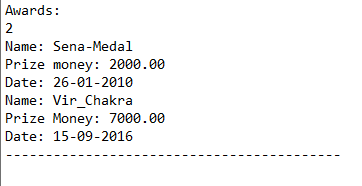 Awards:
2
Name: Sena-Medal
Prize money: 2000.00
Date: 26-01-2010
Name: Vir_Chakra
Prize Money: 7000.00
Date: 15-09-2016
-----------------------------------------